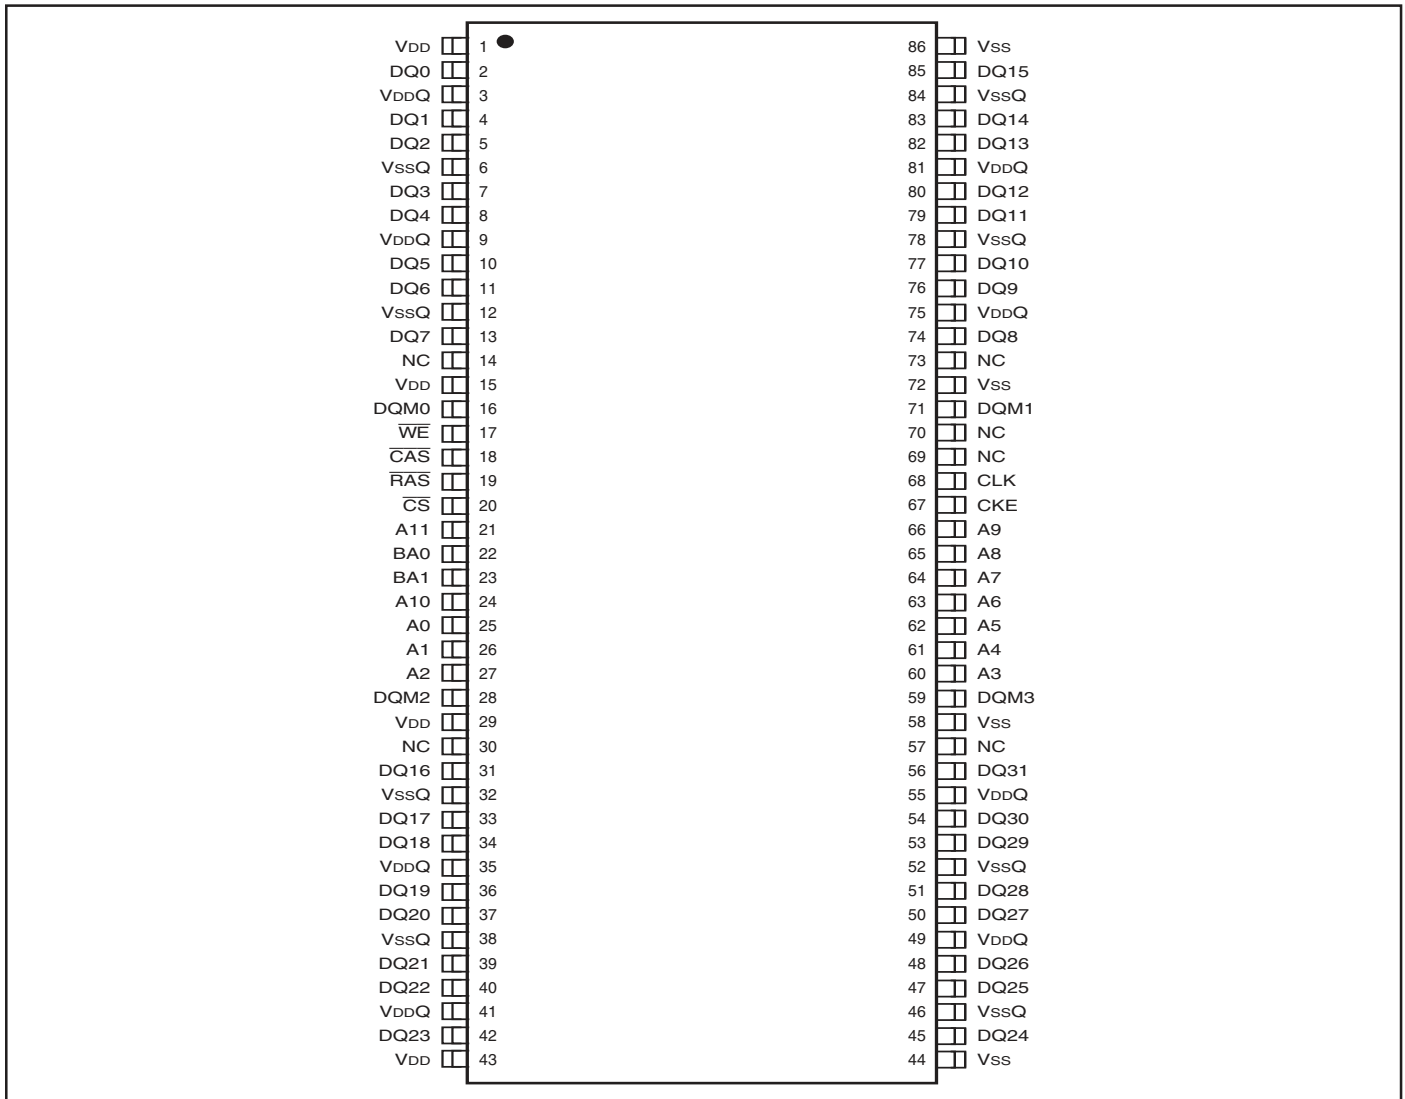 VDD 1 86 VSS
DQ0 2 85 DQ15
VDDQ 3 84 VSSQ
DQ1 4 83 DQ14
DQ2 5 82 DQ13
VSSQ 6 81 VDDQ
DQ3 7 80 DQ12
DQ4 8 79 DQ11
VDDQ 9 78 VSSQ
DQ5 10 77 DQ10
DQ6 11 76 DQ9
VSSQ 12 75 VDDQ
DQ7 13 74 DQ8
NC 14 73 NC
VDD 15 72 VSS
DQM0 16 71 DQM1
W̅E̅ 17 70 NC
C̅A̅S̅ 18 69 NC
R̅A̅S̅ 19 68 CLK
C̅S̅ 20 67 CKE
A11 21 66 A9
BA0 22 65 A8
BA1 23 64 A7
A10 24 63 A6
A0 25 62 A5
A1 26 61 A4
A2 27 60 A3
DQM2 28 59 DQM3
VDD 29 58 VSS
NC 30 57 NC
DQ16 31 56 DQ31
VSSQ 32 55 VDDQ
DQ17 33 54 DQ30
DQ18 34 53 DQ29
VDDQ 35 52 VSSQ
DQ19 36 51 DQ28
DQ20 37 50 DQ27
VSSQ 38 49 VDDQ
DQ21 39 48 DQ26
DQ22 40 47 DQ25
VDDQ 41 46 VSSQ
DQ23 42 45 DQ24
VDD 43 44 VSS